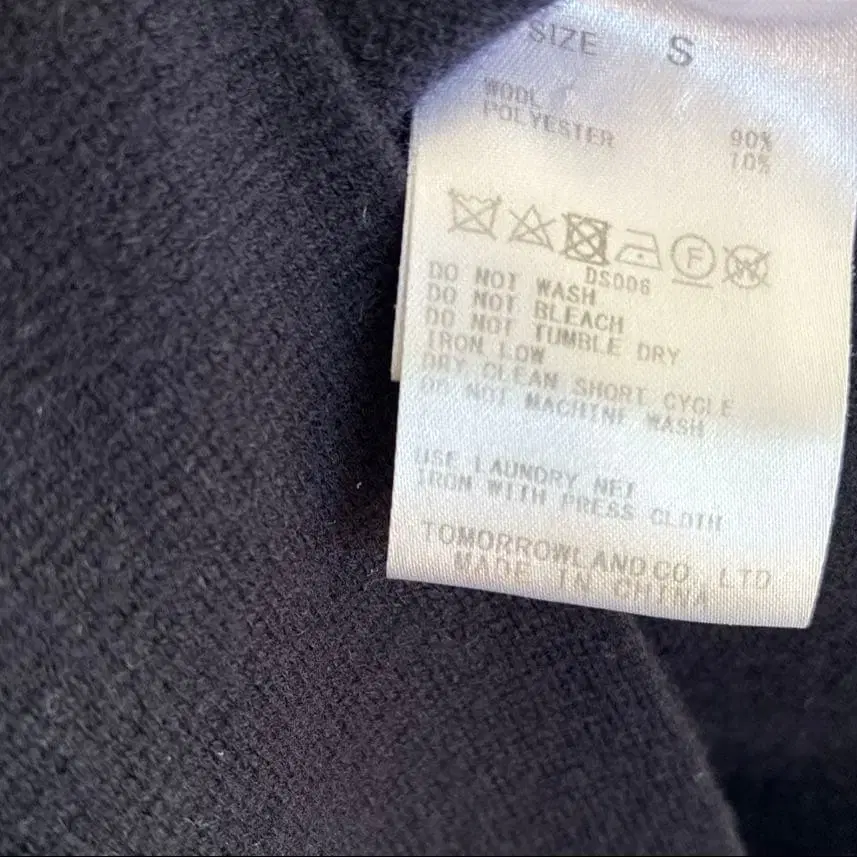 SIZE S
WOOL 90%
POLYESTER 10%
F W
DS006
DO NOT WASH
DO NOT BLEACH
DO NOT TUMBLE DRY
IRON LOW
DRY CLEAN SHORT CYCLE
DO NOT MACHINE WASH
USE LAUNDRY NET
IRON WITH PRESS CLOTH
TOMORROWLAND CO., LTD
MADE IN CHINA